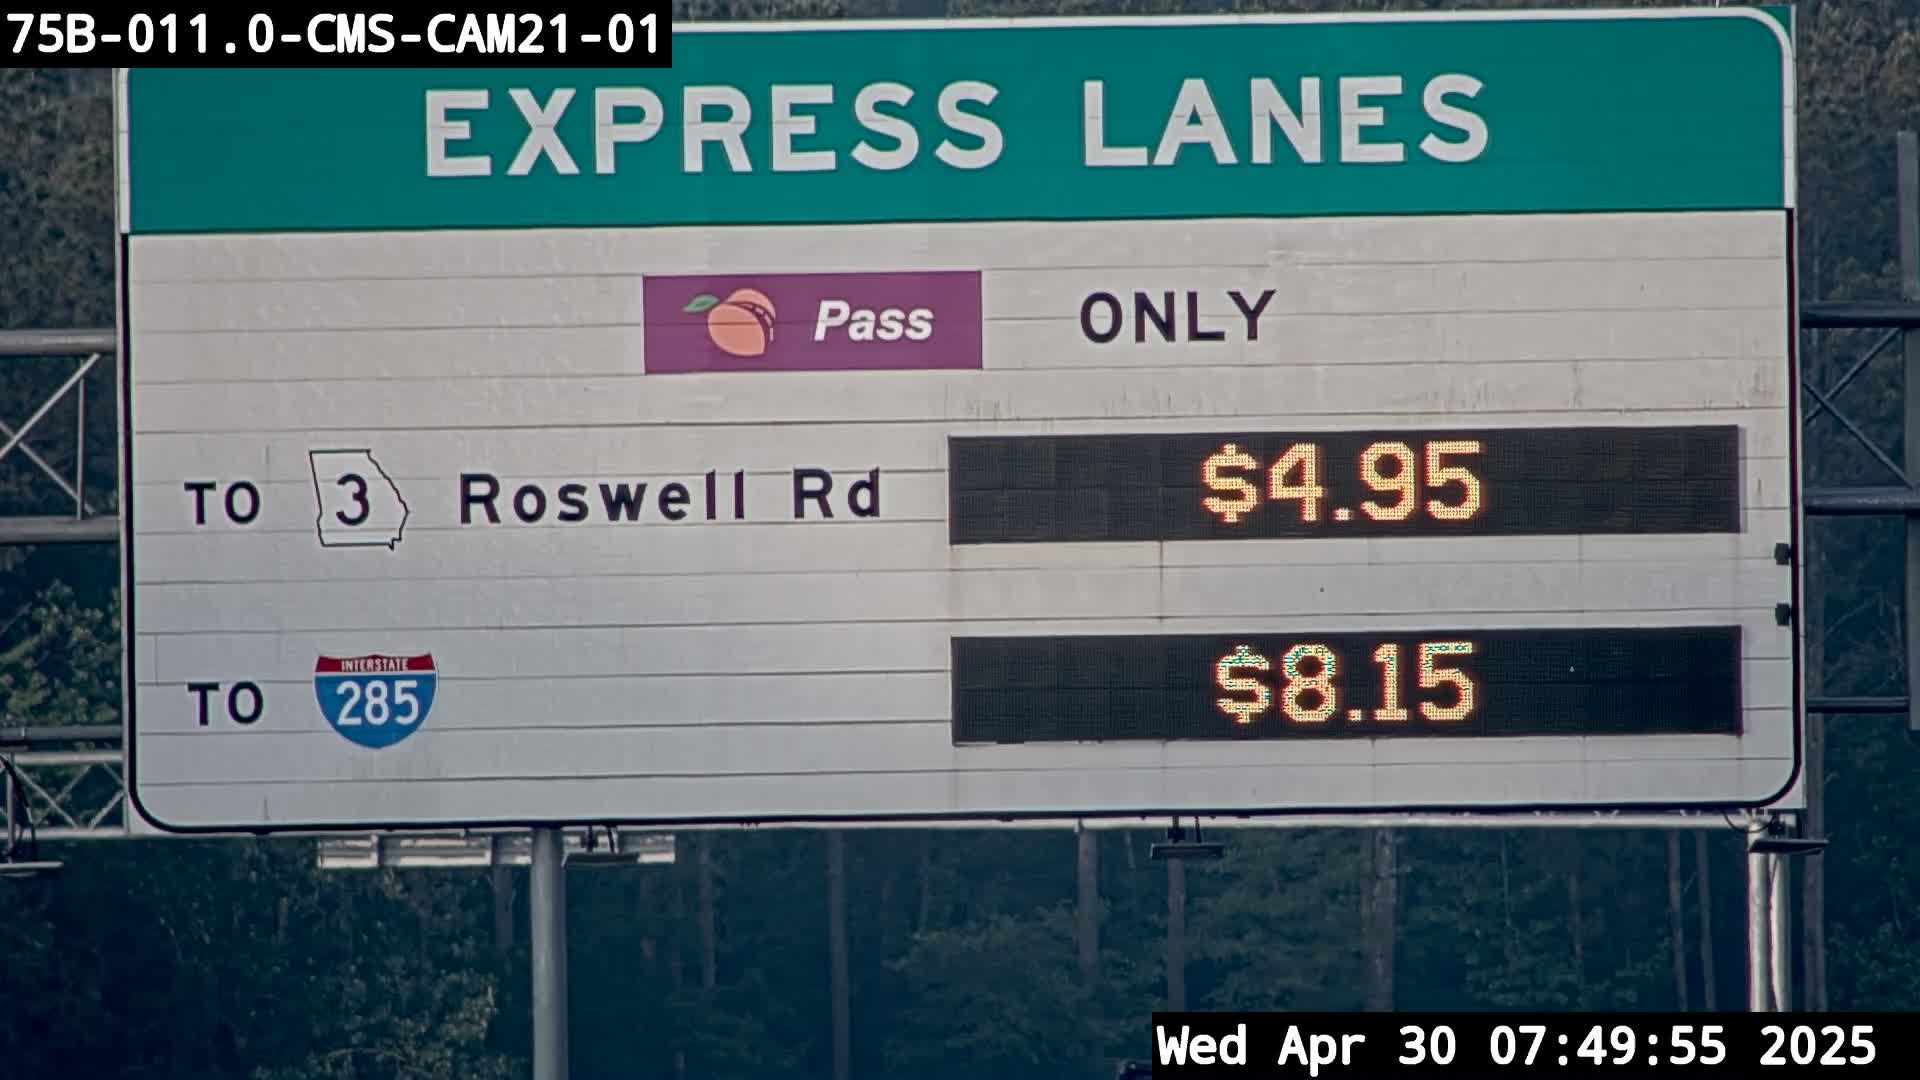 75B-011.0-CMS-CAM21-01
EXPRESS LANES
Pass ONLY
TO 3 Roswell Rd $4.95
TO INTERSTATE 285 $8.15
Wed Apr 30 07:49:55 2025